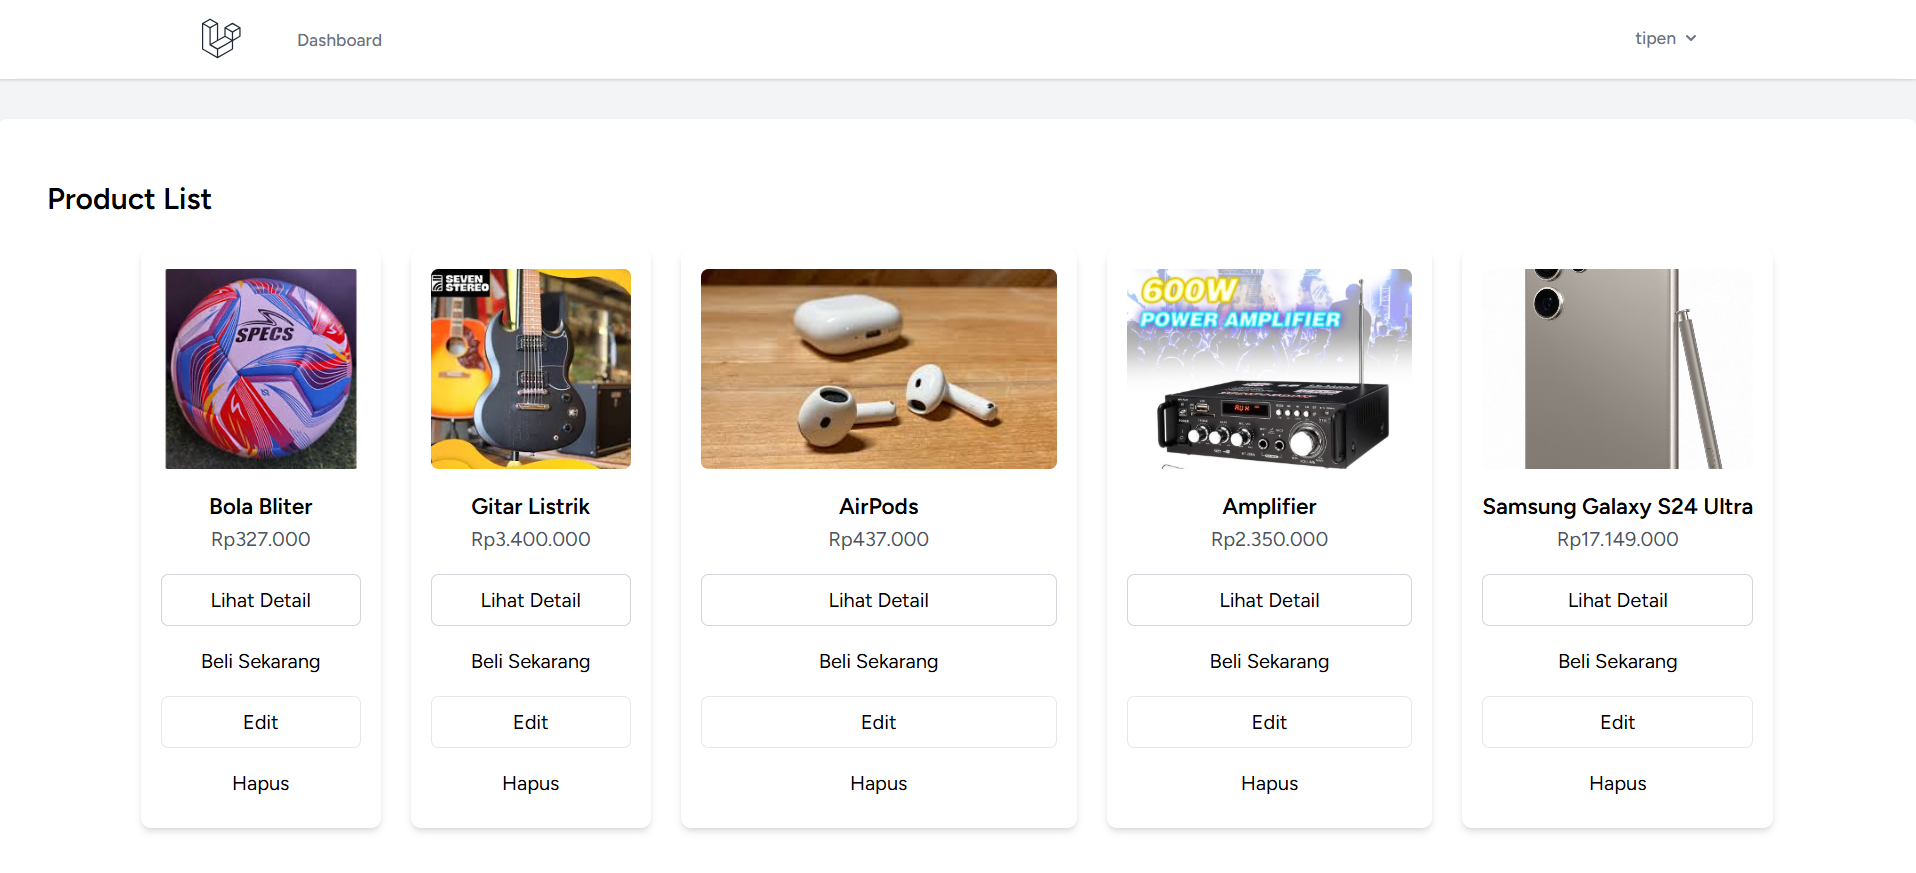 Dashboard
tipen
Product List
SPECS
SEVEN
STEREO
600W
POWER AMPLIFIER
Bola Bliter
Gitar Listrik
AirPods
Amplifier
Samsung Galaxy S24 Ultra
Rp327.000
Rp3.400.000
Rp437.000
Rp2.350.000
Rp17.149.000
Lihat Detail
Lihat Detail
Lihat Detail
Lihat Detail
Lihat Detail
Beli Sekarang
Beli Sekarang
Beli Sekarang
Beli Sekarang
Beli Sekarang
Edit
Edit
Edit
Edit
Edit
Hapus
Hapus
Hapus
Hapus
Hapus